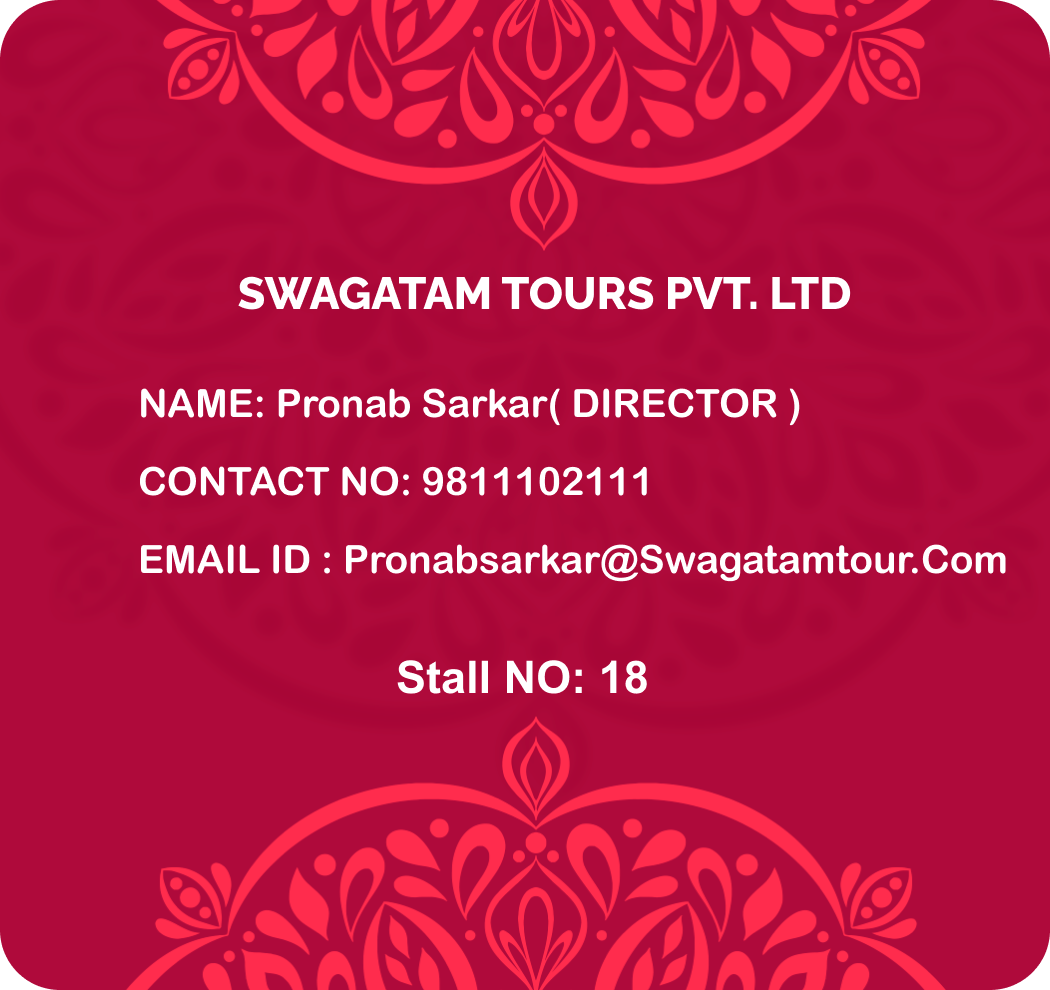 SWAGATAM TOURS PVT. LTD
NAME: Pronab Sarkar( DIRECTOR )
CONTACT NO: 9811102111
EMAIL ID : Pronabsarkar@Swagatamtour.Com
Stall NO: 18